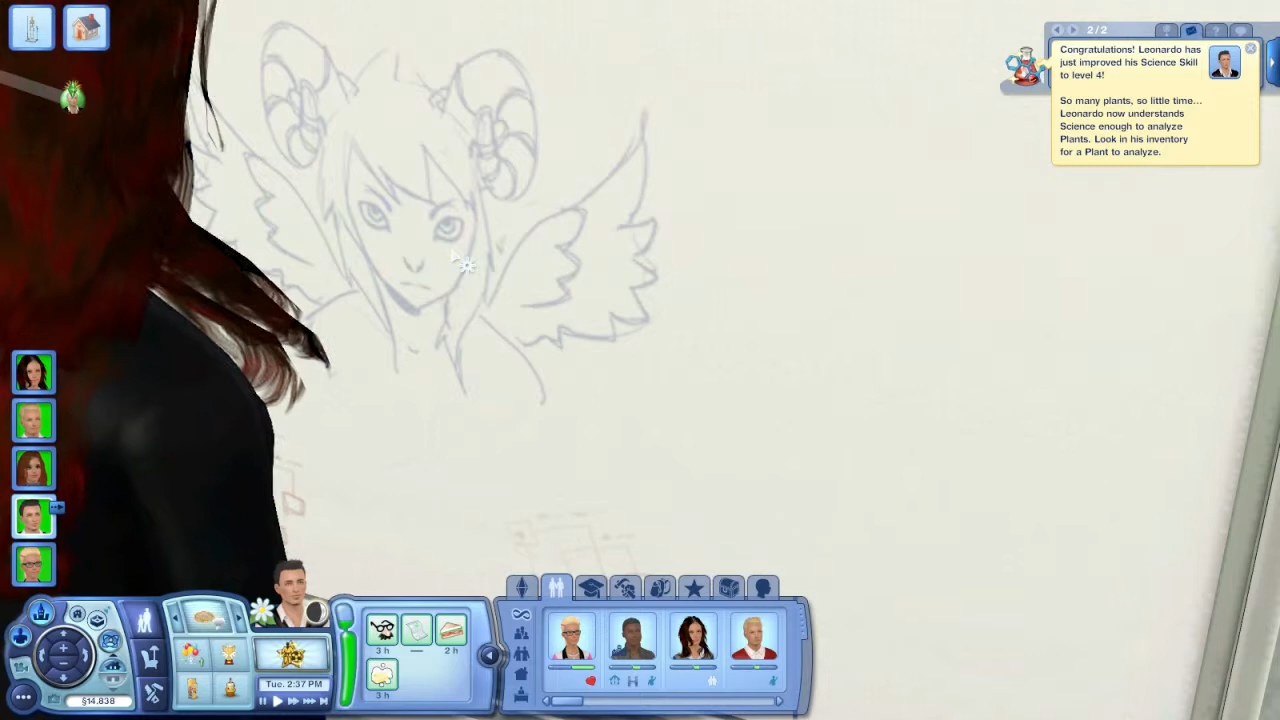 2/2
Congratulations! Leonardo has
just improved his Science Skill
to level 4!
So many plants, so little time...
Leonardo now understands
Science enough to analyze
Plants. Look in his inventory
for a Plant to analyze.
3 h
2 h
3 h
Tue. 2:37 PM
§14,838